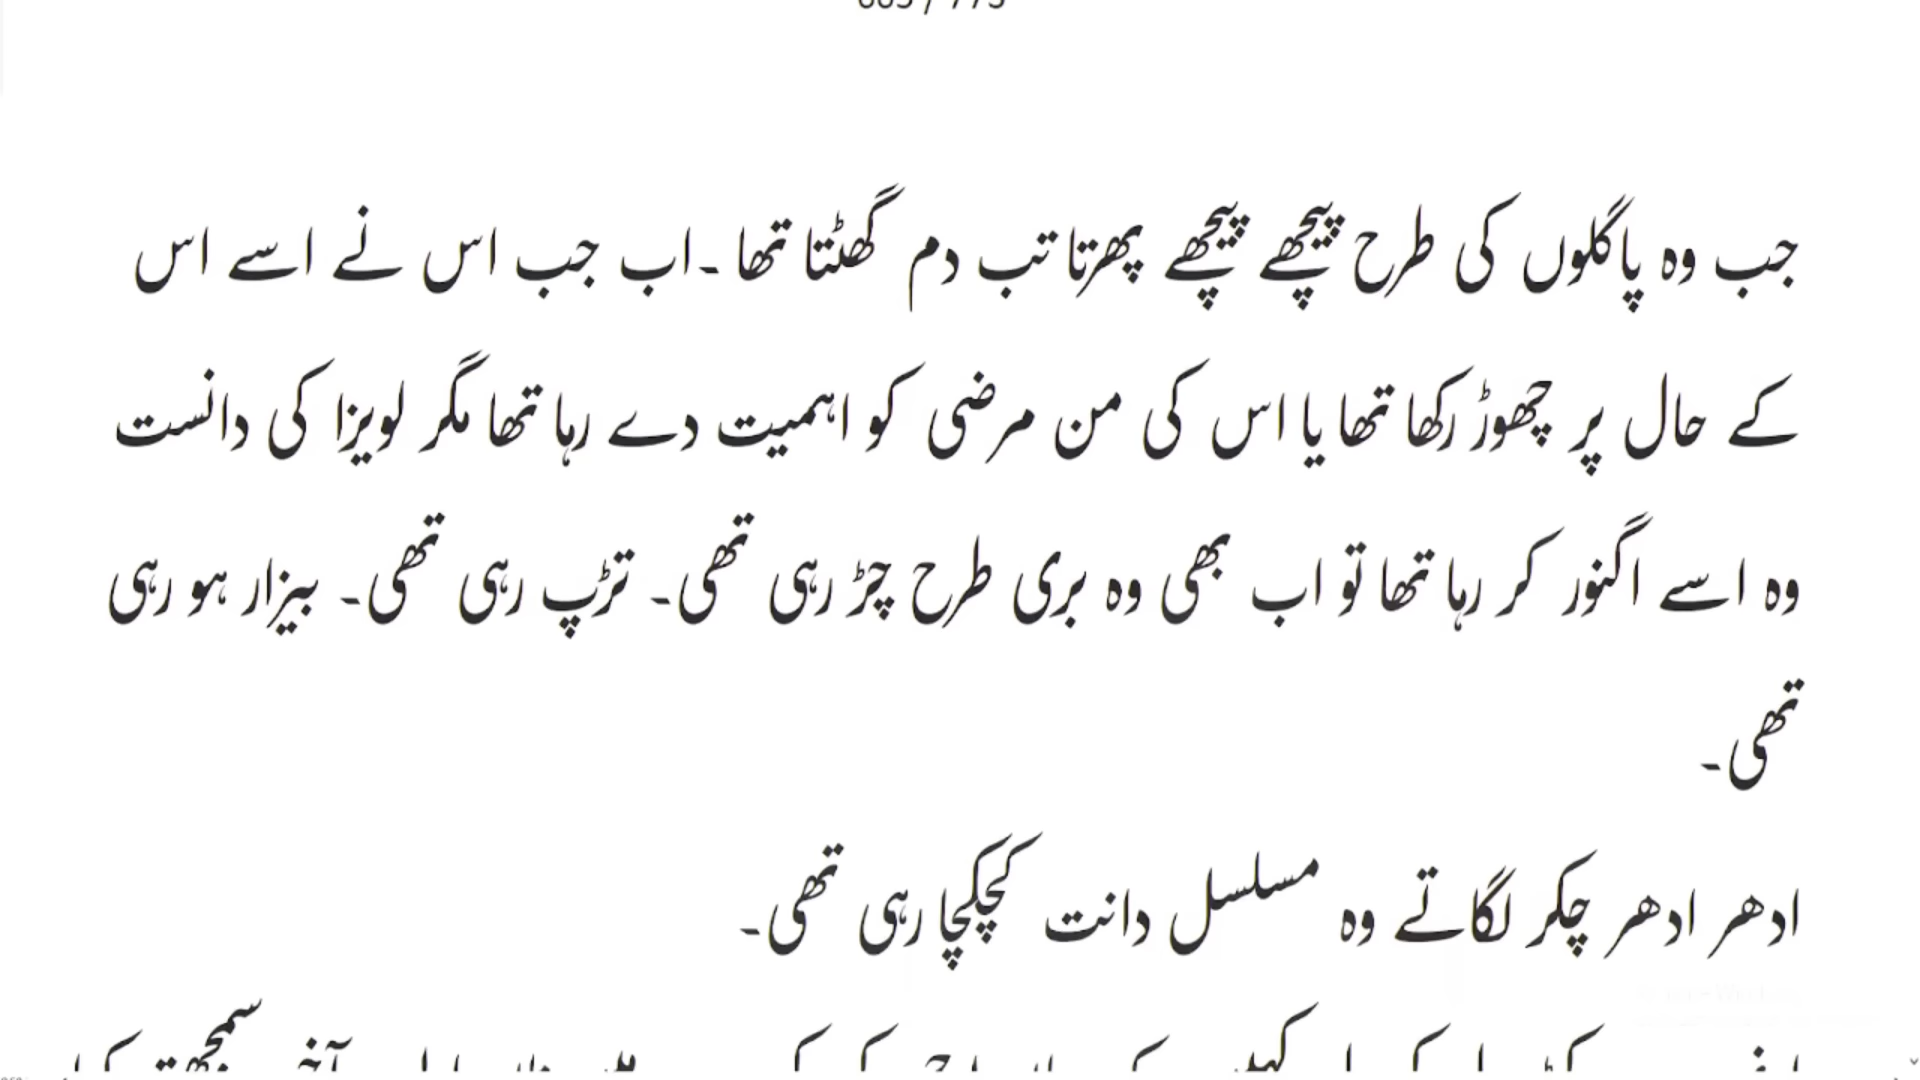 جب وہ پاگلوں کی طرح پیچھے پیچھے پھرتا تب دم گھٹتا تھا ۔اب جب اس نے اسے اس
کے حال پر چھوڑ رکھا تھا یا اس کی من مرضی کو اہمیت دے رہا تھا مگر لویزا کی دانست
وہ اسے اگنور کر رہا تھا تو اب بھی وہ بری طرح چڑ رہی تھی۔ تڑپ رہی تھی۔ بیزار ہو رہی
تھی۔
ادھر ادھر چکر لگاتے وہ مسلسل دانت کچکچا رہی تھی۔